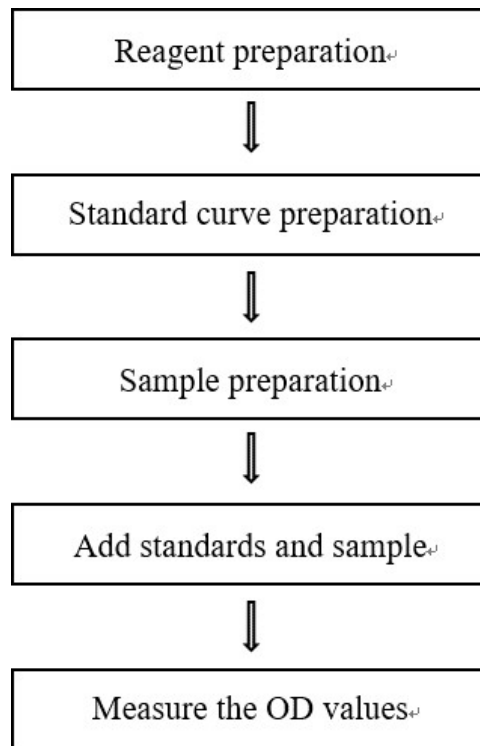 Reagent preparation
Standard curve preparation
Sample preparation
Add standards and sample
Measure the OD values